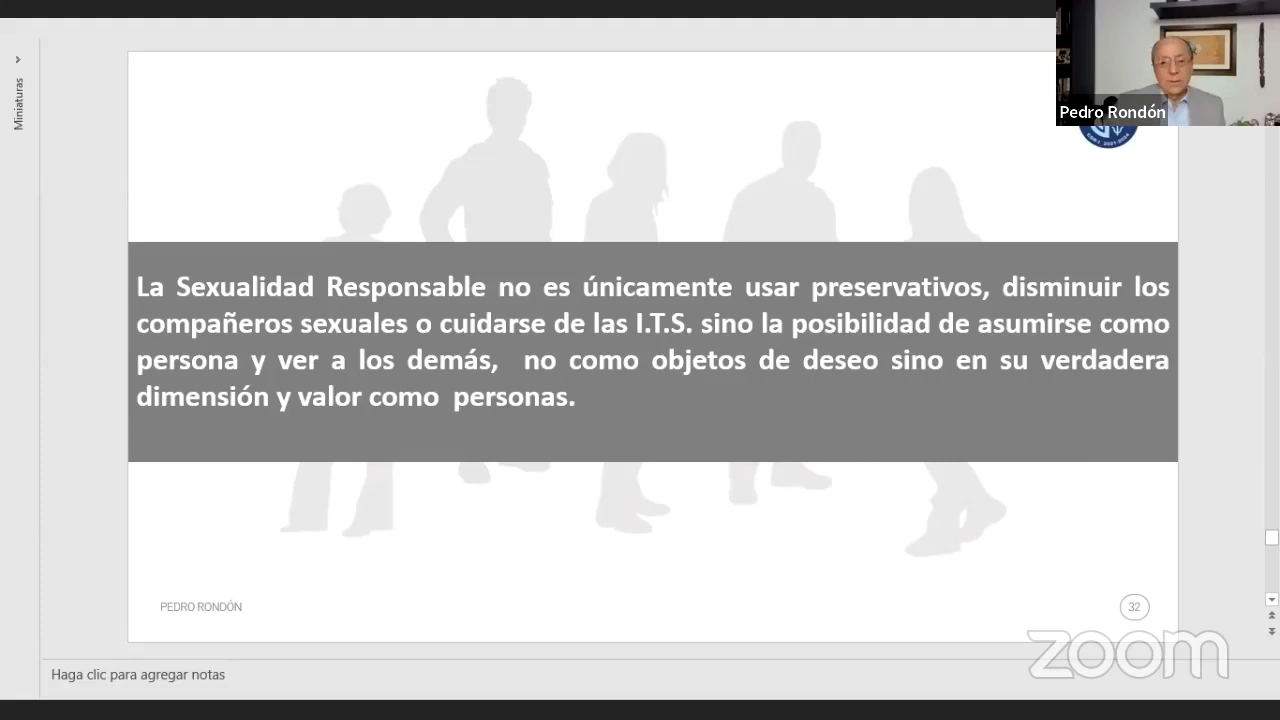 Miniaturas
Pedro Rondón
La Sexualidad Responsable no es únicamente usar preservativos, disminuir los
compañeros sexuales o cuidarse de las I.T.S. sino la posibilidad de asumirse como
persona y ver a los demás, no como objetos de deseo sino en su verdadera
dimensión y valor como personas.
PEDRO RONDÓN
32
zoom
Haga clic para agregar notas